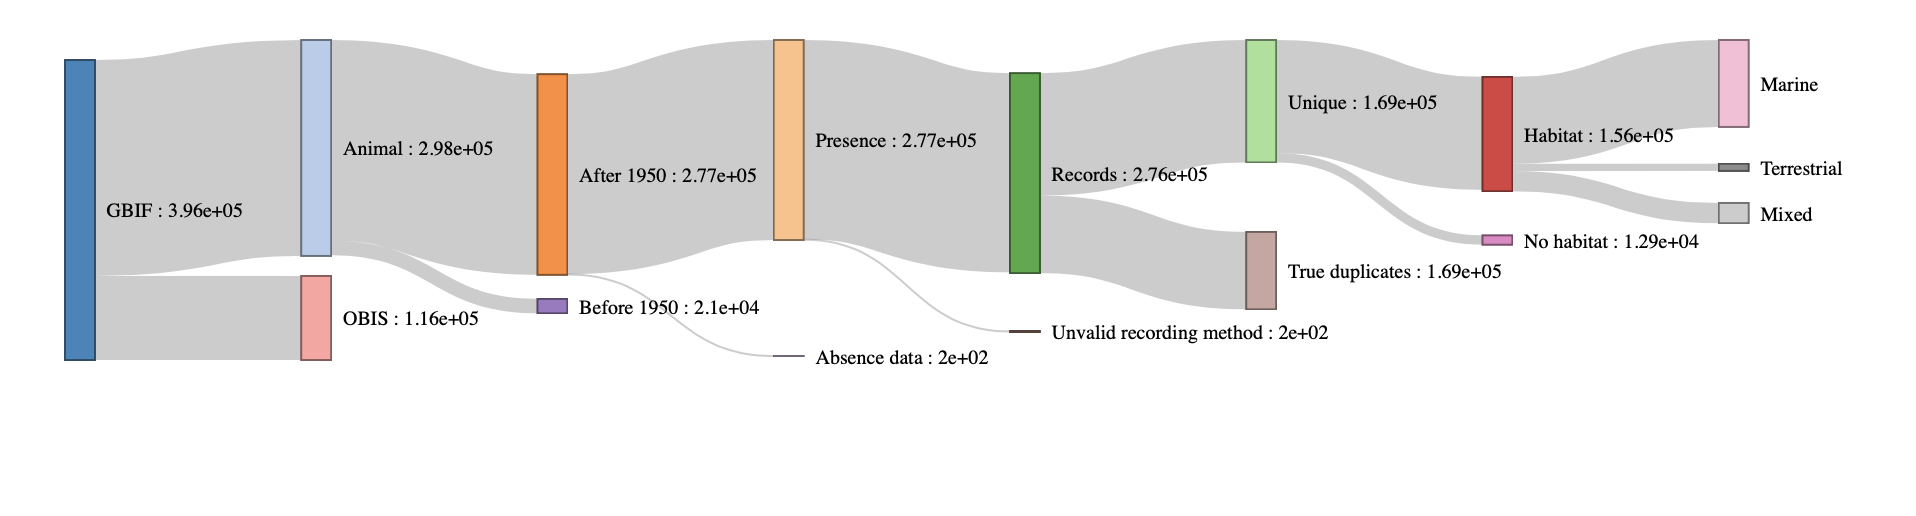 GBIF : 3.96e+05
Animal : 2.98e+05
OBIS : 1.16e+05
After 1950 : 2.77e+05
Before 1950 : 2.1e+04
Presence : 2.77e+05
Absence data : 2e+02
Records : 2.76e+05
Unvalid recording method : 2e+02
Unique : 1.69e+05
True duplicates : 1.69e+05
Habitat : 1.56e+05
No habitat : 1.29e+04
Marine
Terrestrial
Mixed